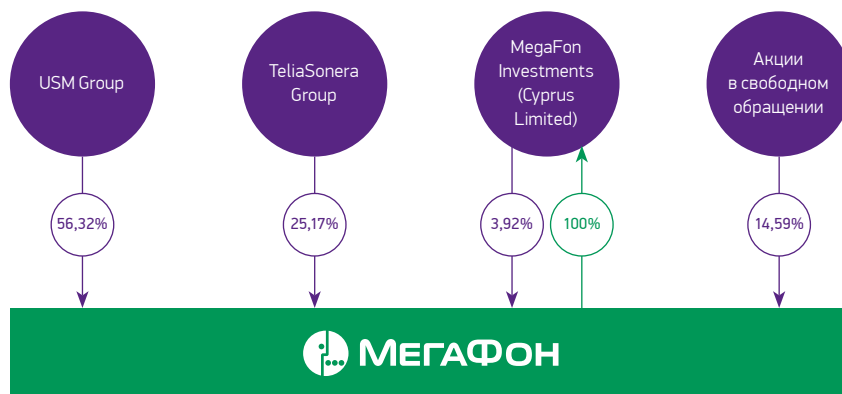 USM Group
TeliaSonera
Group
MegaFon
Investments
(Cyprus
Limited)
Акции
в свободном
обращении
56,32%
25,17%
3,92%
100%
14,59%
МегаФон